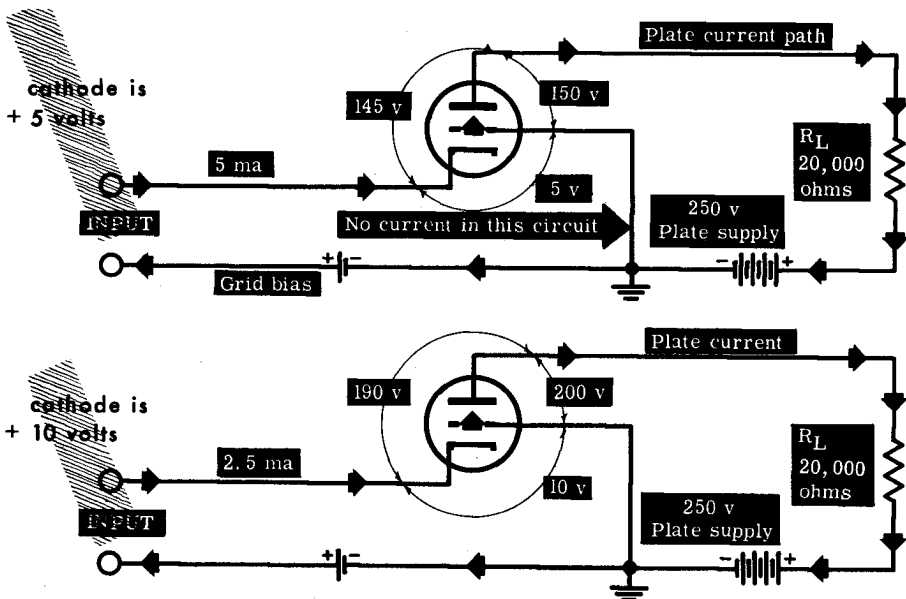 Plate current path
cathode is
+ 5 volts
145 v
150 v
5 ma
5 v
R_L
20,000
ohms
INPUT
No current in this circuit
250 v
Plate supply
- +
+ -
Grid bias
Plate current
cathode is
+ 10 volts
190 v
200 v
2.5 ma
10 v
R_L
20,000
ohms
INPUT
250 v
Plate supply
+ -
- +